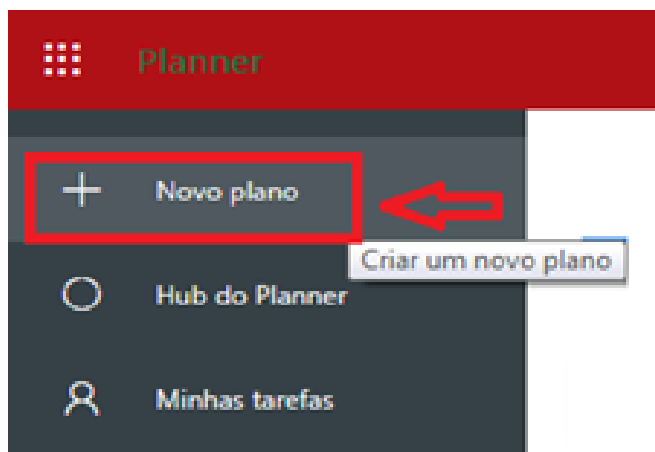 Planner
Novo plano
Criar um novo plano
Hub do Planner
Minhas tarefas